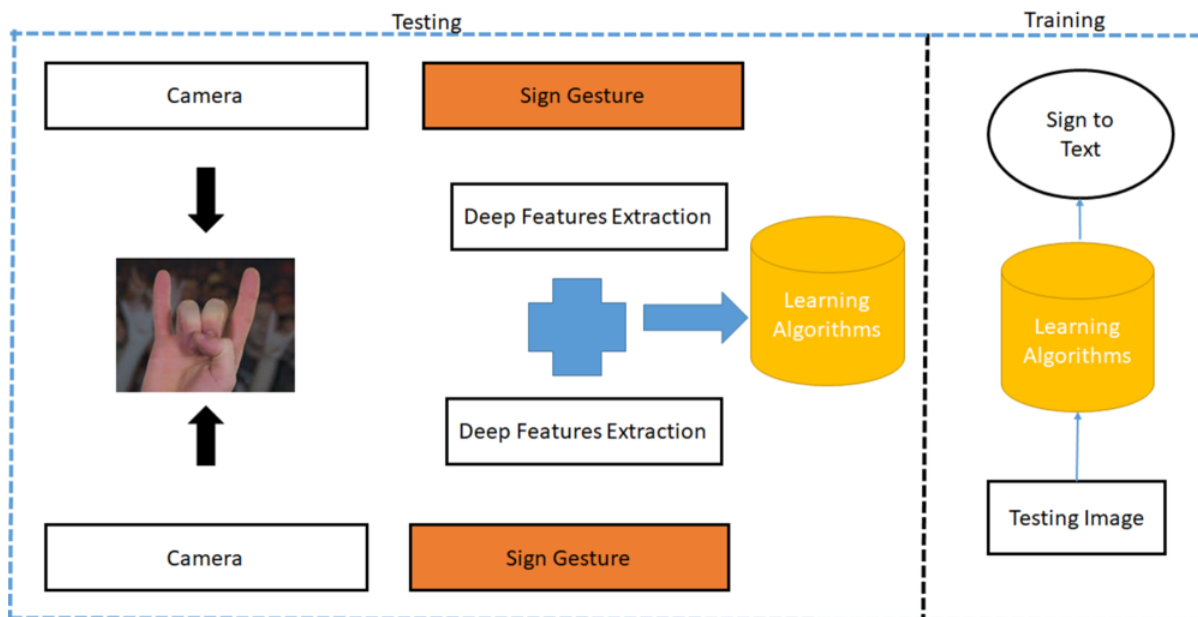 Testing
Training
Camera
Sign Gesture
Sign to
Text
Deep Features Extraction
Learning
Algorithms
Learning
Algorithms
Deep Features Extraction
Testing Image
Camera
Sign Gesture